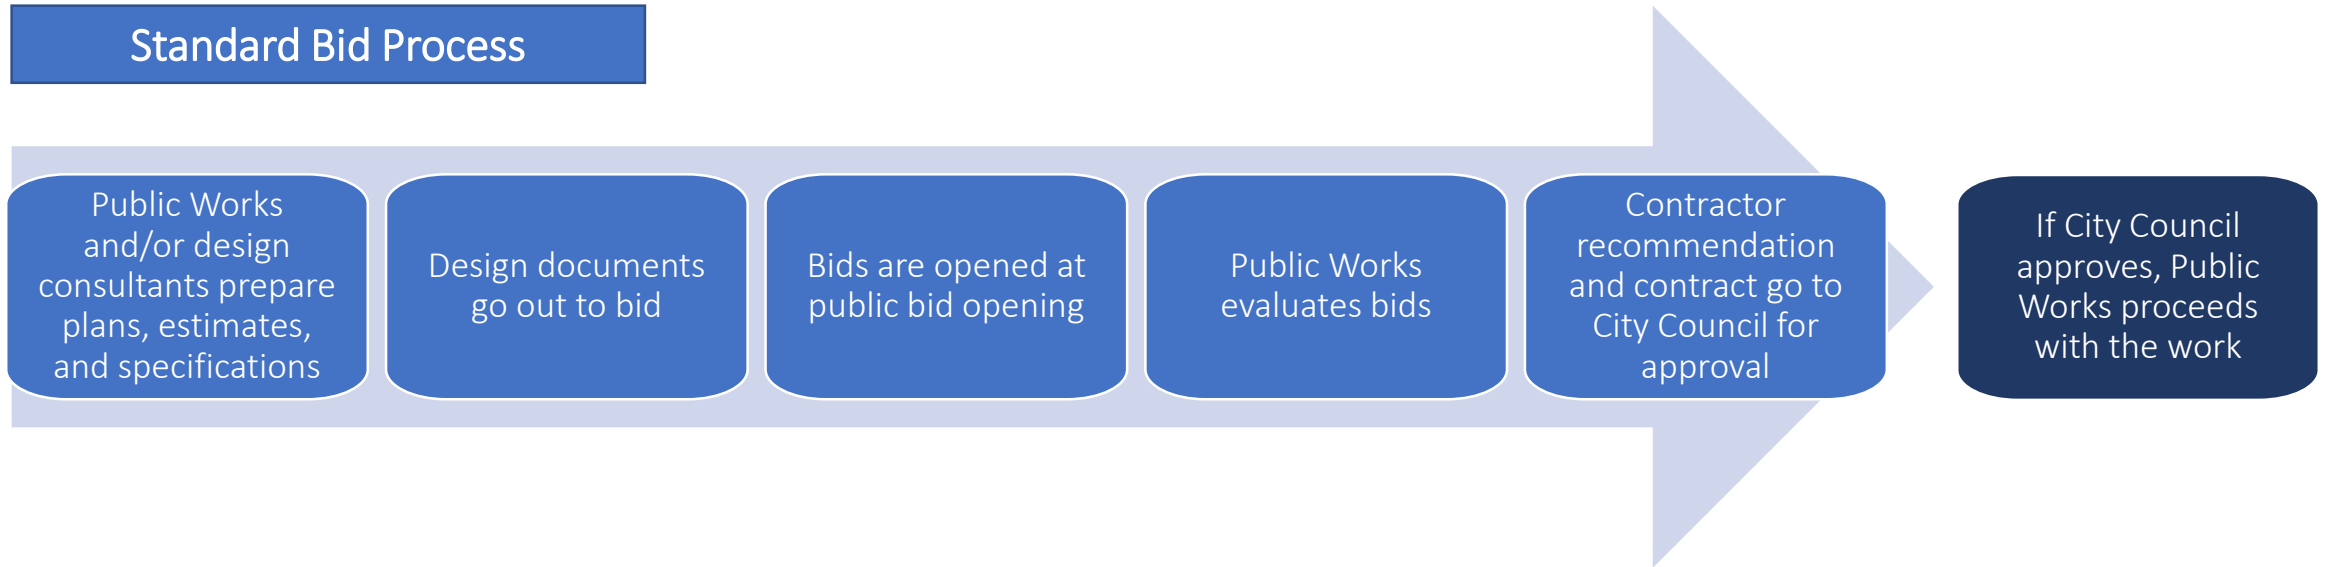 Standard Bid Process
Public Works
and/or design
consultants prepare
plans, estimates,
and specifications
Design documents
go out to bid
Bids are opened at
public bid opening
Public Works
evaluates bids
Contractor
recommendation
and contract go to
City Council for
approval
If City Council
approves, Public
Works proceeds
with the work